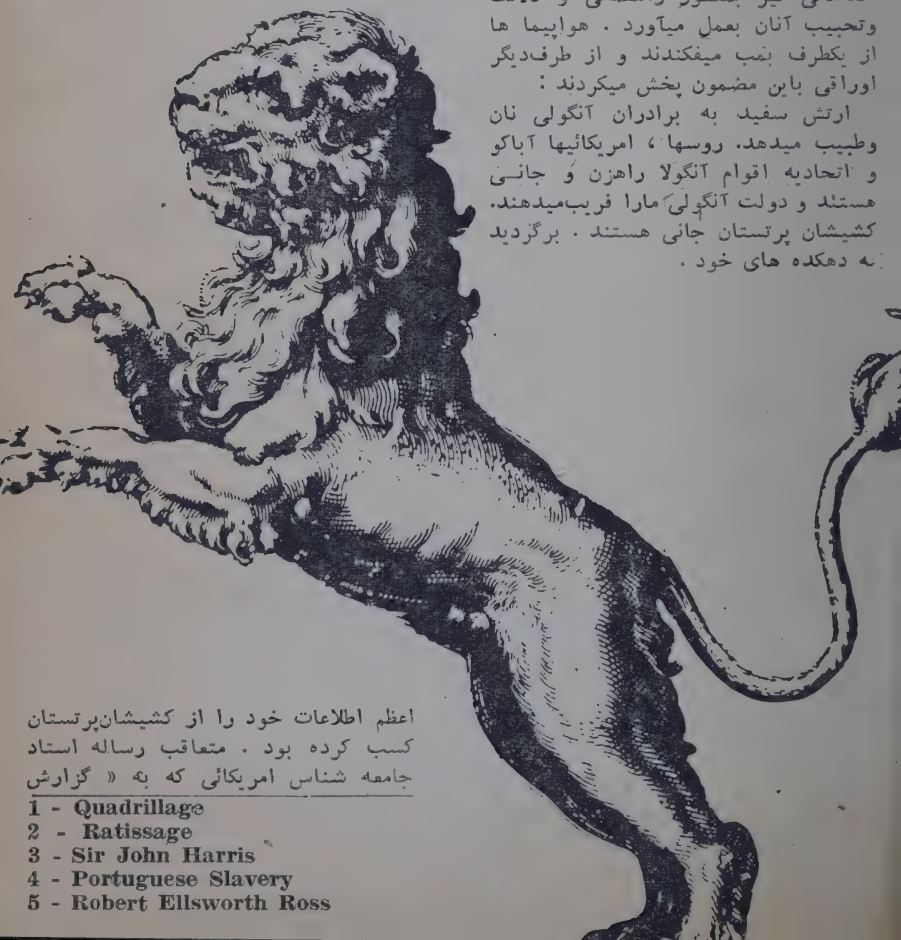 وتحبیب آنان بعمل میآورد . هواپیما ها
از یکطرف بمب میفکندند و از طرف‌دیگر
اوراقی باین مضمون پخش میکردند :
ارتش سفید به برادران آنگولی نان
وطبیب میدهد. روسها ، امریکائیها آباکو
و اتحادیه اقوام آنگولا راهزن و جانی
هستند و دولت آنگولی مارا فریب‌میدهند.
کشیشان پرتستان جانی هستند . برگردید
به دهکده های خود .
اعظم اطلاعات خود را از کشیشان‌پرتستان
کسب کرده بود . متعاقب رساله استاد
جامعه شناس امریکائی که به « گزارش
1 - Quadrillage
2 - Ratissage
3 - Sir John Harris
4 - Portuguese Slavery
5 - Robert Ellsworth Ross